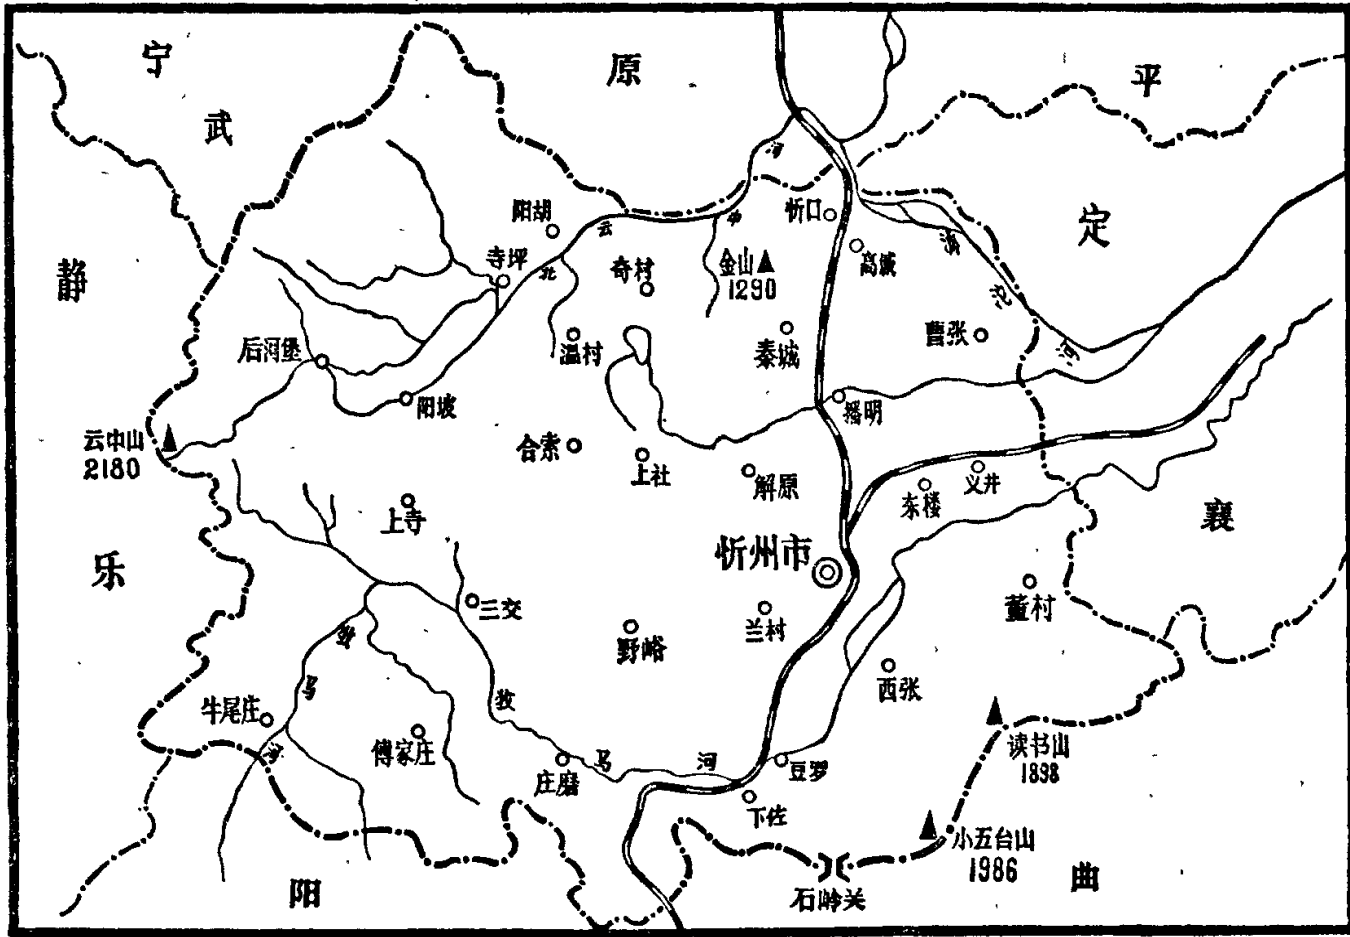 宁
武
原
平
静
定
乐
襄
阳
曲
阳胡
寺坪
云
北
中
河
忻口
奇村
金山
1290
高城
滹
沱
河
后河堡
温村
秦城
曹张
阳坡
播明
云中山
2180
合索
上社
解原
义井
东楼
上寺
忻州市
三交
董村
兰村
野峪
牧
马
河
西张
牛尾庄
傅家庄
牧
马
河
庄磨
豆罗
下佐
读书山
1898
小五台山
1986
石岭关